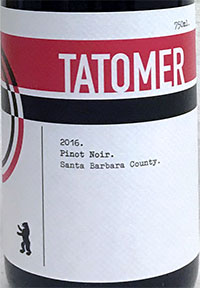 750ml.
TATOMER
2016.
Pinot Noir.
Santa Barbara County.